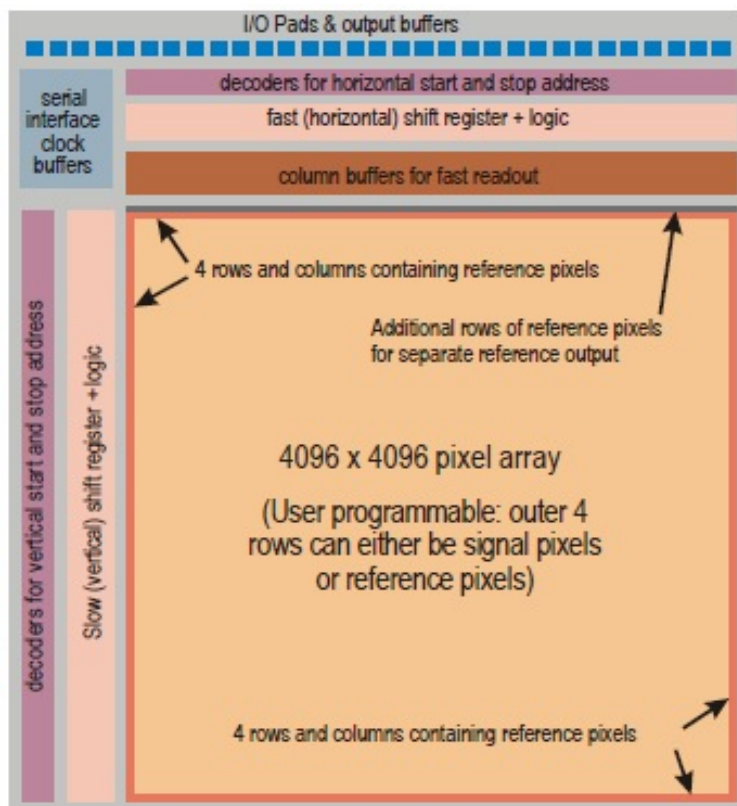 I/O Pads & output buffers
serial
interface
clock
buffers
decoders for horizontal start and stop address
fast (horizontal) shift register + logic
column buffers for fast readout
decoders for vertical start and stop address
Slow (vertical) shift register +logic
4 rows and columns containing reference pixels
Additional rows of reference pixels
for separate reference output
4096 x 4096 pixel array
(User programmable: outer 4
rows can either be signal pixels
or reference pixels)
4 rows and columns containing reference pixels